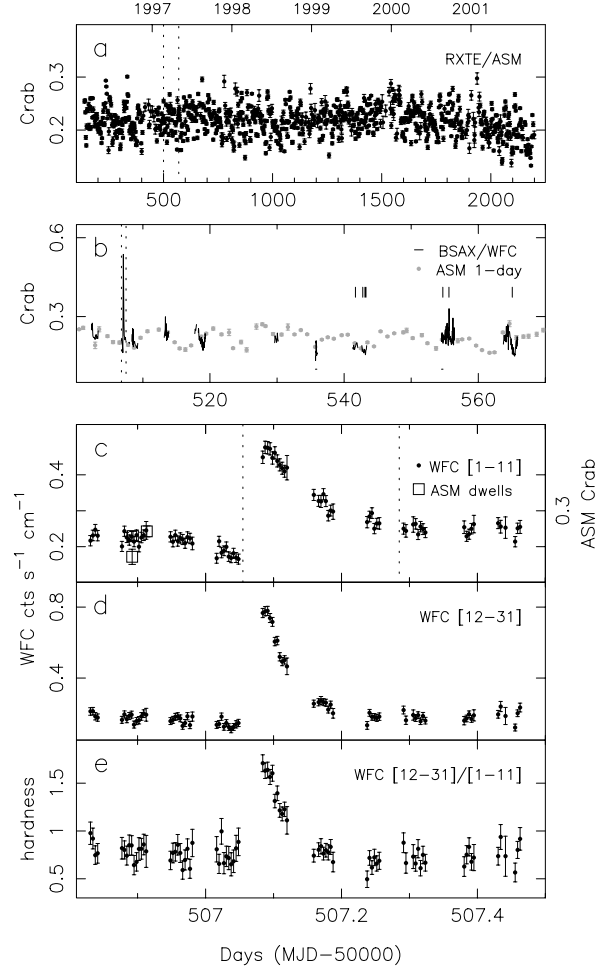 1997 1998 1999 2000 2001
a
RXTE/ASM
Crab
0.3
0.2
500 1000 1500 2000
b
BSAX/WFC
ASM 1-day
Crab
0.6
0.3
520 540 560
c
WFC [1-11]
ASM dwells
0.4
0.2
0.3
ASM Crab
WFC cts s⁻¹ cm⁻¹
d
WFC [12-31]
0.8
0.4
e
WFC [12-31]/[1-11]
hardness
1.5
1
0.5
507 507.2 507.4
Days (MJD-50000)